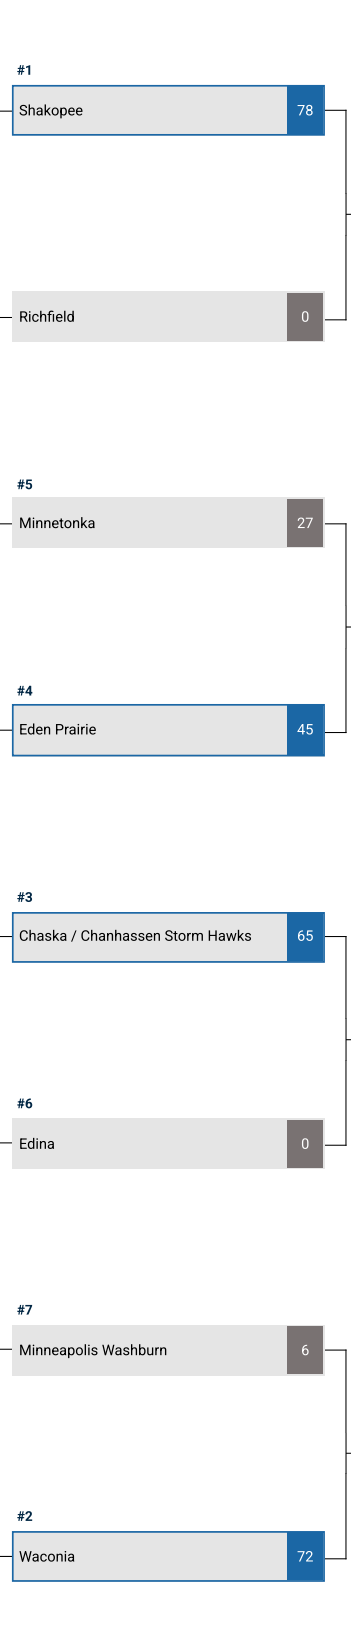 #1
Shakopee 78
Richfield 0
#5
Minnetonka 27
#4
Eden Prairie 45
#3
Chaska / Chanhassen Storm Hawks 65
#6
Edina 0
#7
Minneapolis Washburn 6
#2
Waconia 72